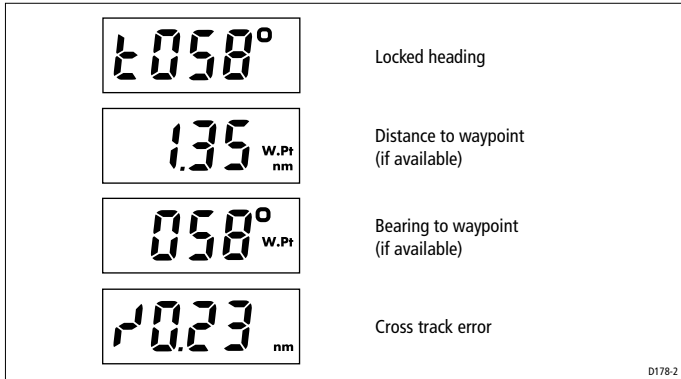 t058°
Locked heading
1.35 W.Pt nm
Distance to waypoint
(if available)
058° W.Pt
Bearing to waypoint
(if available)
0.23 nm
Cross track error
D178-2